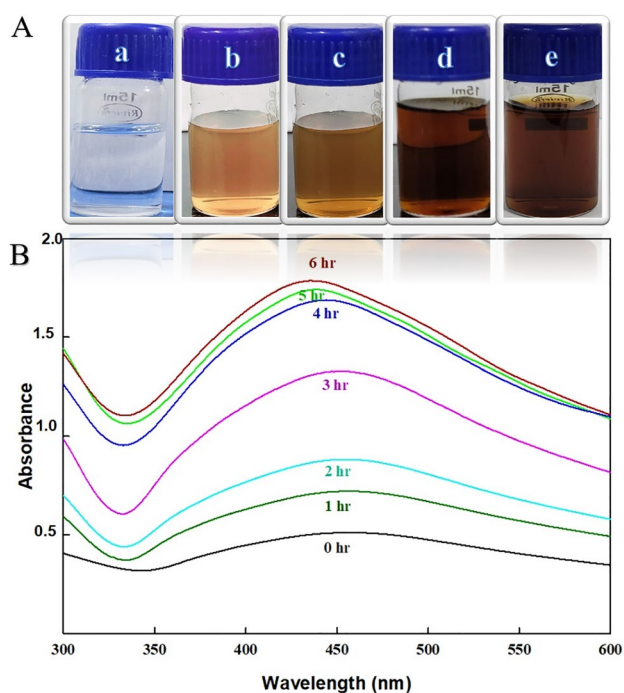 A
a b c d e
15ml 15ml 15ml
B
2.0
1.5
1.0
0.5
Absorbance
6 hr
5 hr
4 hr
3 hr
2 hr
1 hr
0 hr
300 350 400 450 500 550 600
Wavelength (nm)